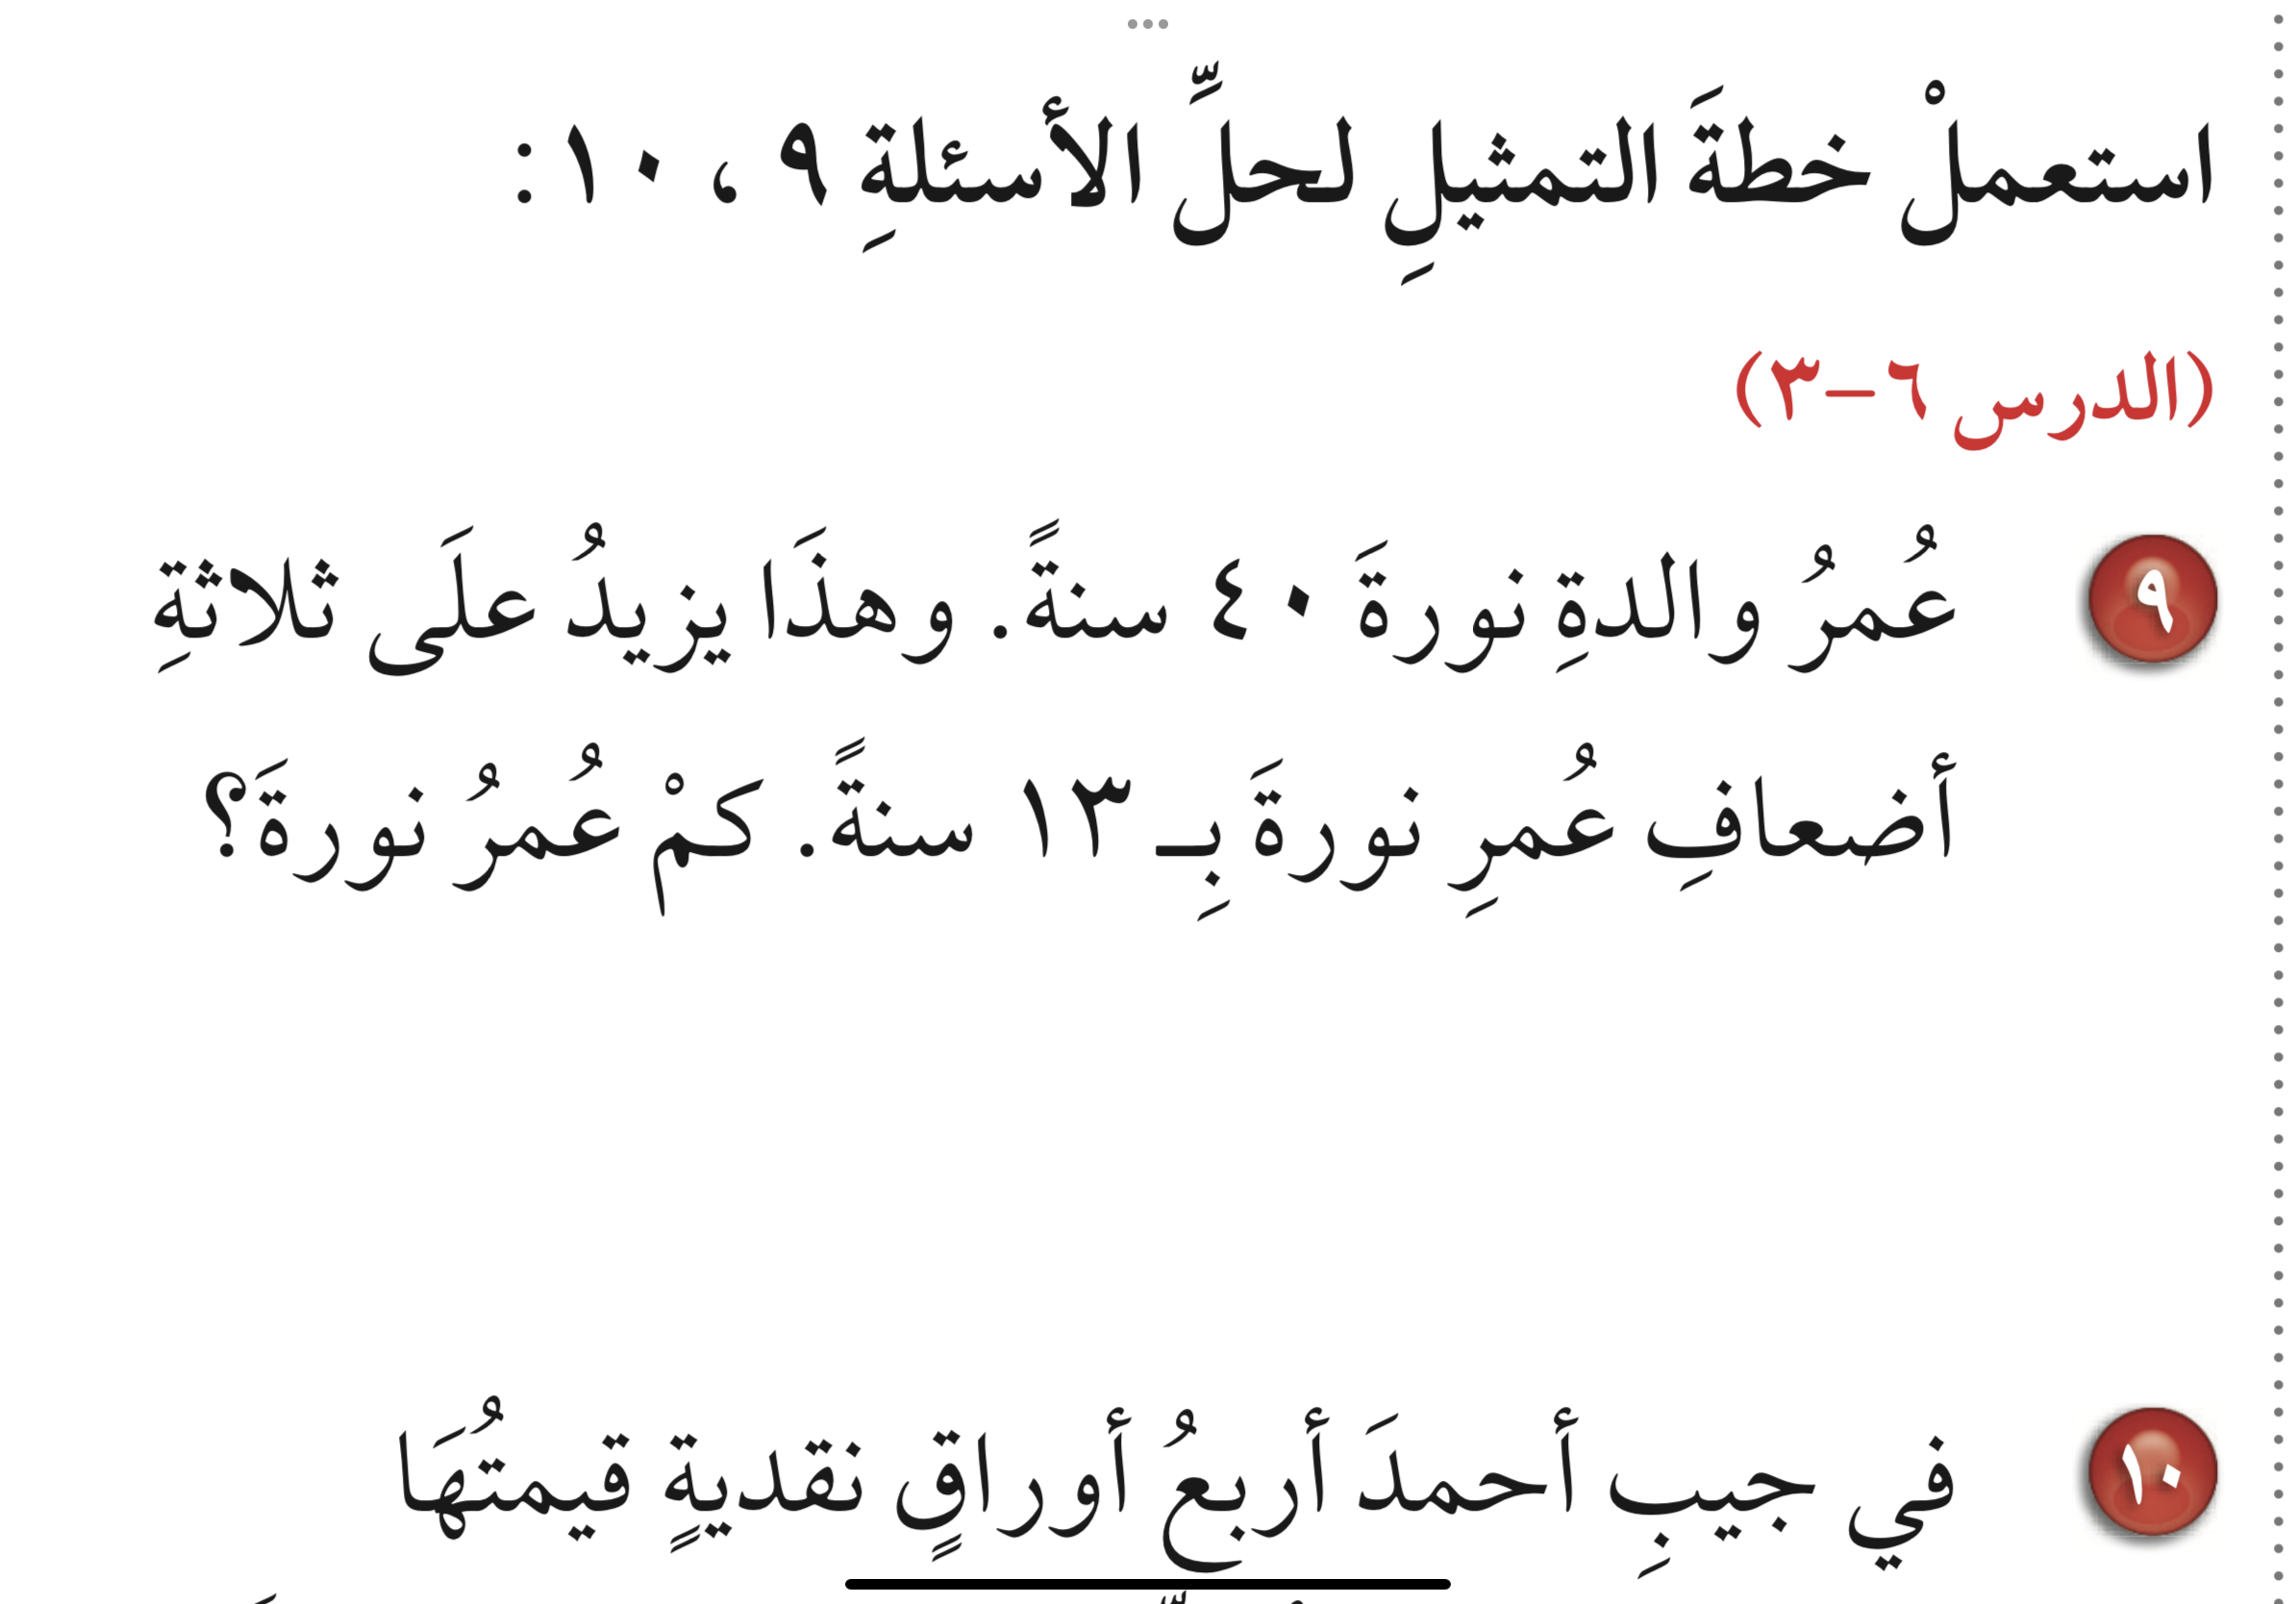 استعملْ خطةَ التمثيلِ لحلِّ الأسئلةِ ٩ ، ١٠ :
(الدرس ٦–٣)
٩ عُمرُ والدةِ نورةَ ٤٠ سنةً. وهذَا يزيدُ علَى ثلاثةِ
أضعافِ عُمرِ نورةَ بِـ ١٣ سنةً. كمْ عُمرُ نورةَ؟
١٠ في جيبِ أحمدَ أربعُ أوراقٍ نقديةٍ قيمتُهَا